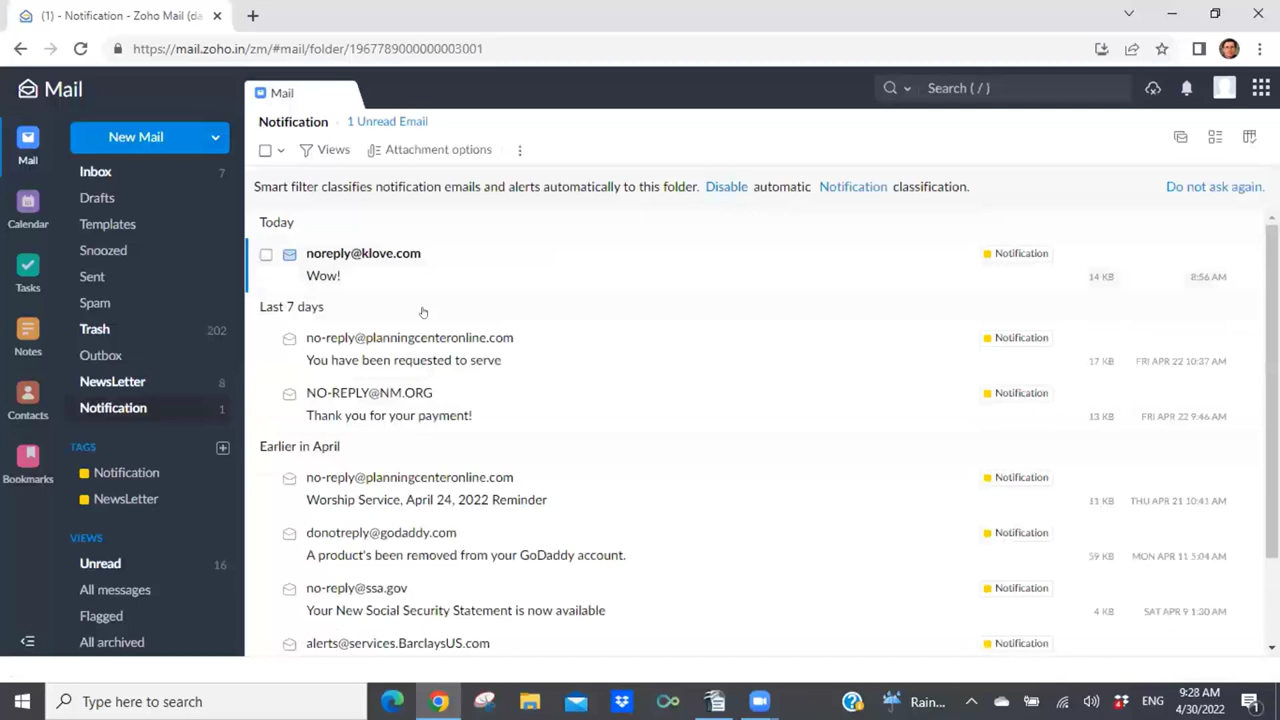 (1) - Notification - Zoho Mail (da
https://mail.zoho.in/zm/#mail/folder/1967789000000003001
Mail
Mail
Search ( / )
Mail
Calendar
Tasks
Notes
Contacts
Bookmarks
New Mail
Inbox 7
Drafts
Templates
Snoozed
Sent
Spam
Trash 202
Outbox
NewsLetter 8
Notification 1
TAGS
Notification
NewsLetter
VIEWS
Unread 16
All messages
Flagged
All archived
Notification 1 Unread Email
Views Attachment options
Smart filter classifies notification emails and alerts automatically to this folder. Disable automatic Notification classification. Do not ask again.
Today
noreply@klove.com Notification
Wow! 14 KB 8:56 AM
Last 7 days
no-reply@planningcenteronline.com Notification
You have been requested to serve 17 KB FRI APR 22 10:37 AM
NO-REPLY@NM.ORG Notification
Thank you for your payment! 13 KB FRI APR 22 9:46 AM
Earlier in April
no-reply@planningcenteronline.com Notification
Worship Service, April 24, 2022 Reminder 11 KB THU APR 21 10:41 AM
donotreply@godaddy.com Notification
A product's been removed from your GoDaddy account. 59 KB MON APR 11 5:04 AM
no-reply@ssa.gov Notification
Your New Social Security Statement is now available 4 KB SAT APR 9 1:30 AM
alerts@services.BarclaysUS.com Notification
Type here to search
Rain...
ENG
9:28 AM
4/30/2022
1